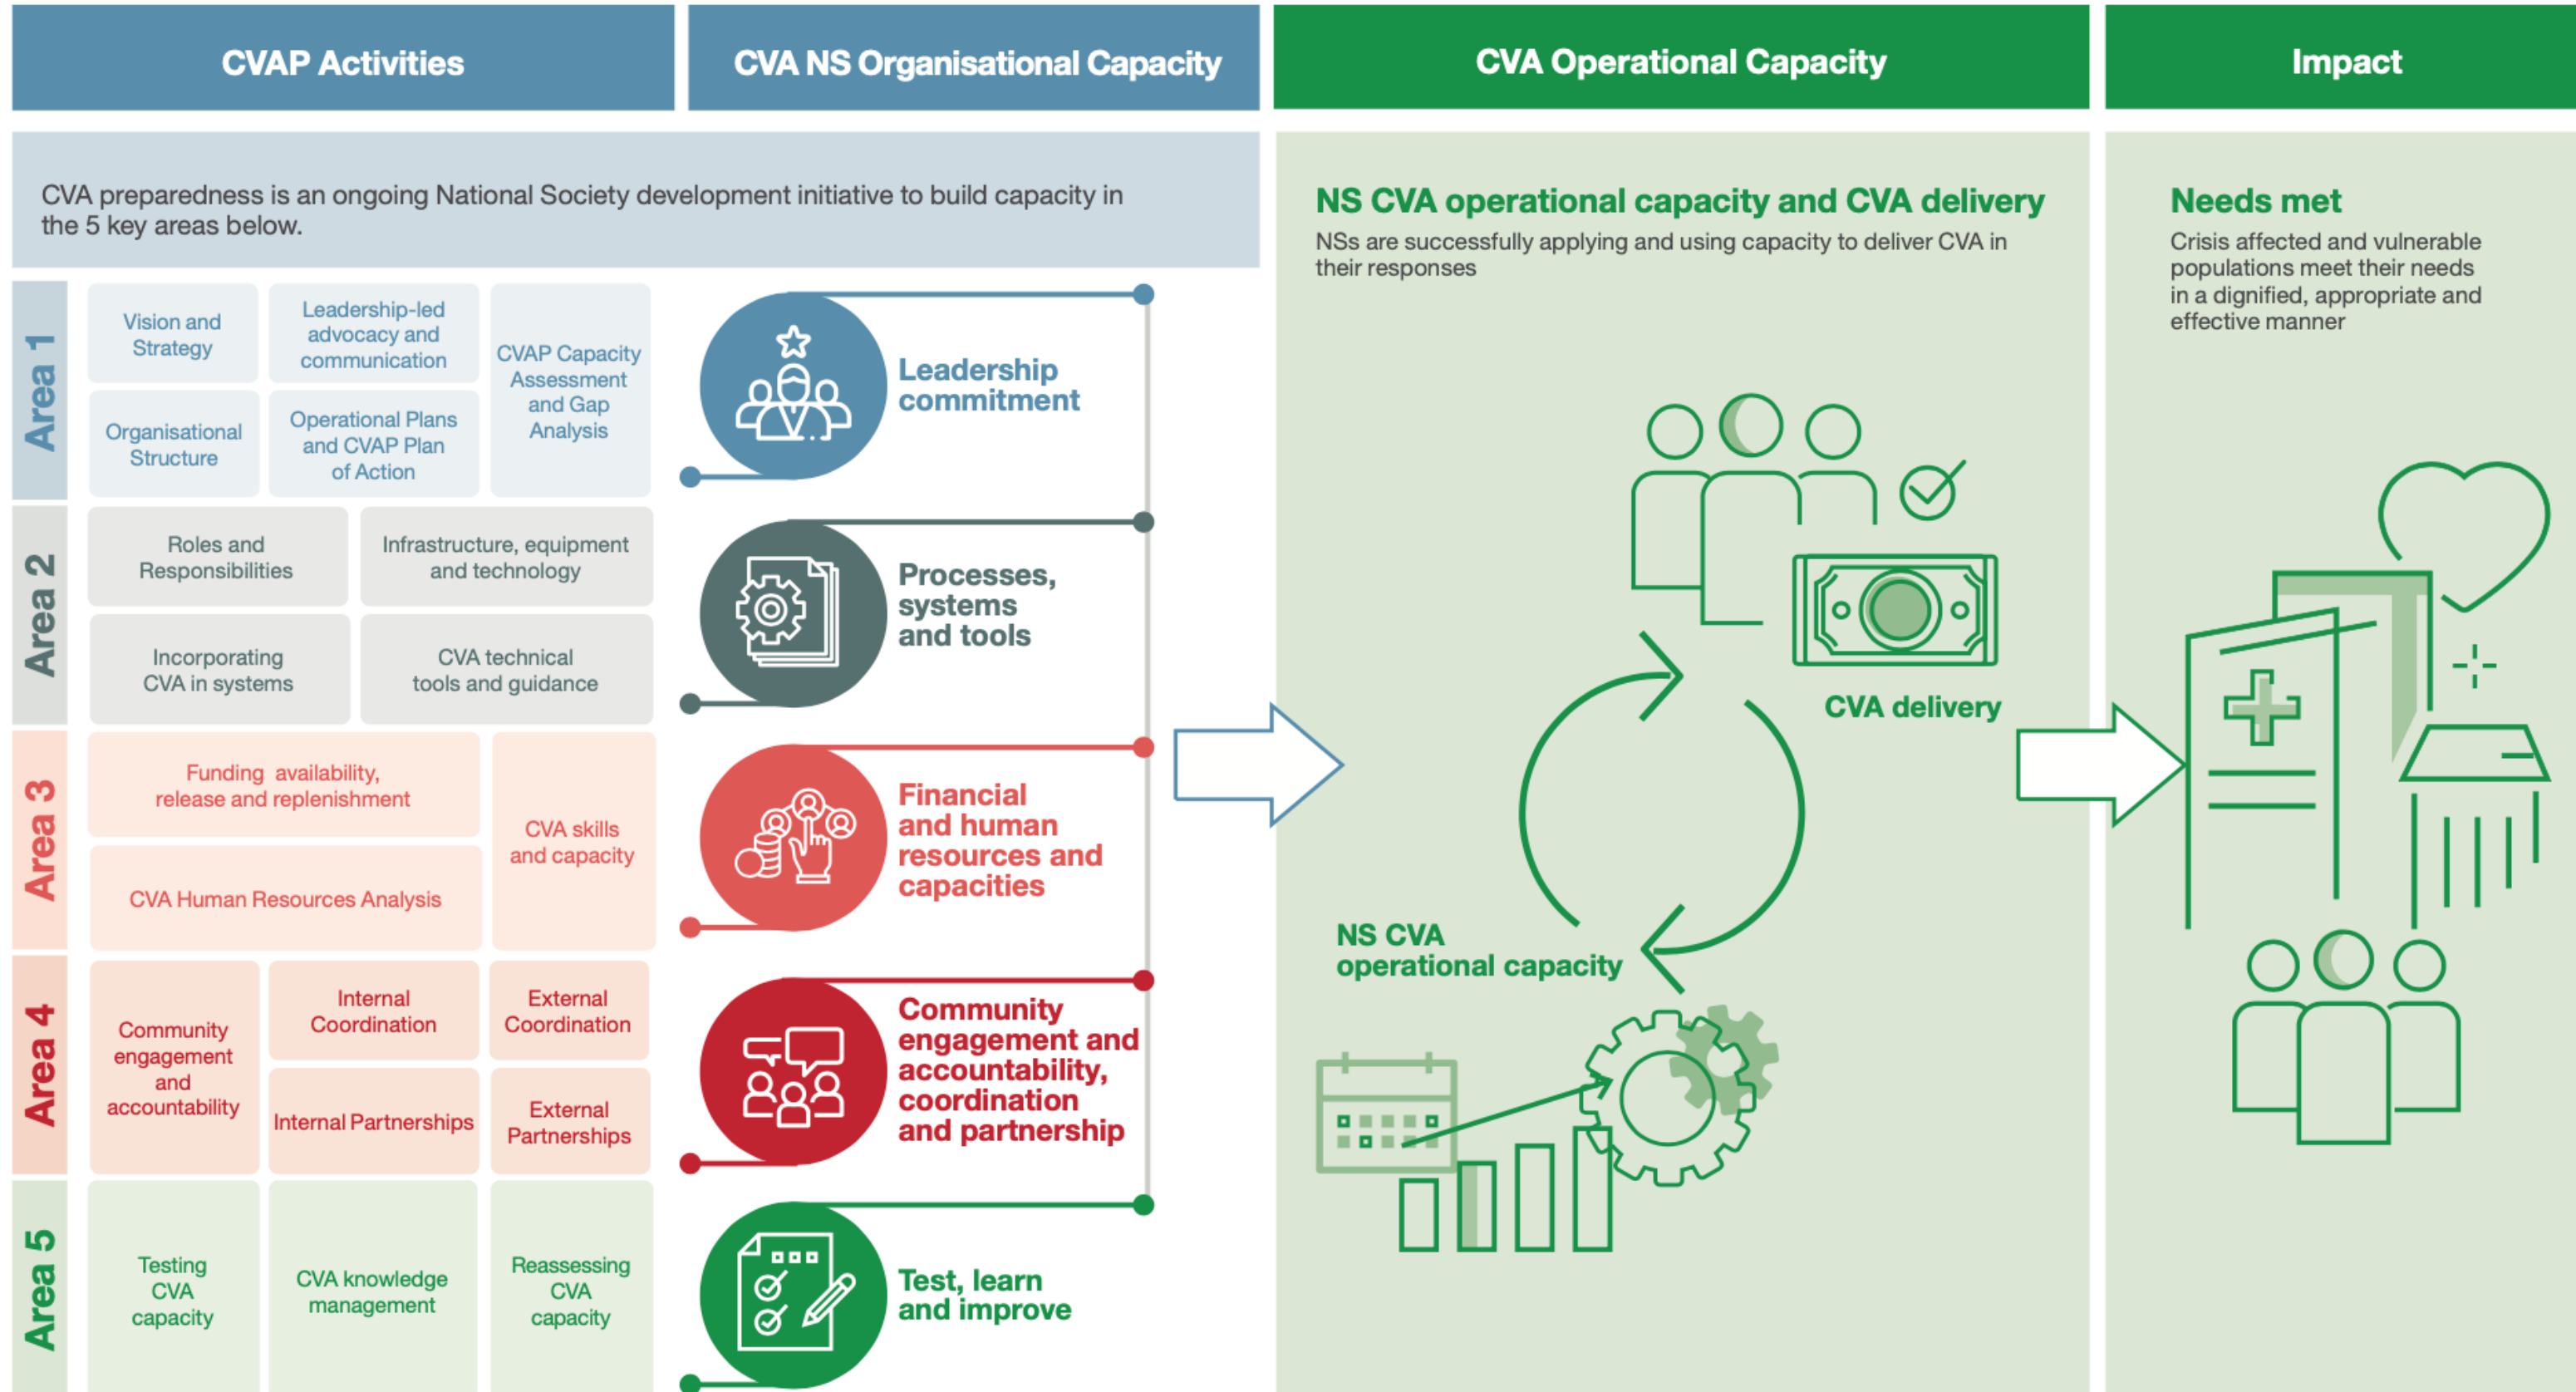 CVAP Activities
CVA NS Organisational Capacity
CVA Operational Capacity
Impact
CVA preparedness is an ongoing National Society development initiative to build capacity in
the 5 key areas below.
Area 1
Vision and
Strategy
Leadership-led
advocacy and
communication
CVAP Capacity
Assessment
and Gap
Analysis
Organisational
Structure
Operational Plans
and CVAP Plan
of Action
Leadership
commitment
Area 2
Roles and
Responsibilities
Infrastructure, equipment
and technology
Incorporating
CVA in systems
CVA technical
tools and guidance
Processes,
systems
and tools
Area 3
Funding availability,
release and replenishment
CVA skills
and capacity
CVA Human Resources Analysis
Financial
and human
resources and
capacities
Area 4
Community
engagement
and
accountability
Internal
Coordination
External
Coordination
Internal Partnerships
External
Partnerships
Community
engagement and
accountability,
coordination
and partnership
Area 5
Testing
CVA
capacity
CVA knowledge
management
Reassessing
CVA
capacity
Test, learn
and improve
NS CVA operational capacity and CVA delivery
NSs are successfully applying and using capacity to deliver CVA in
their responses
CVA delivery
NS CVA
operational capacity
Needs met
Crisis affected and vulnerable
populations meet their needs
in a dignified, appropriate and
effective manner